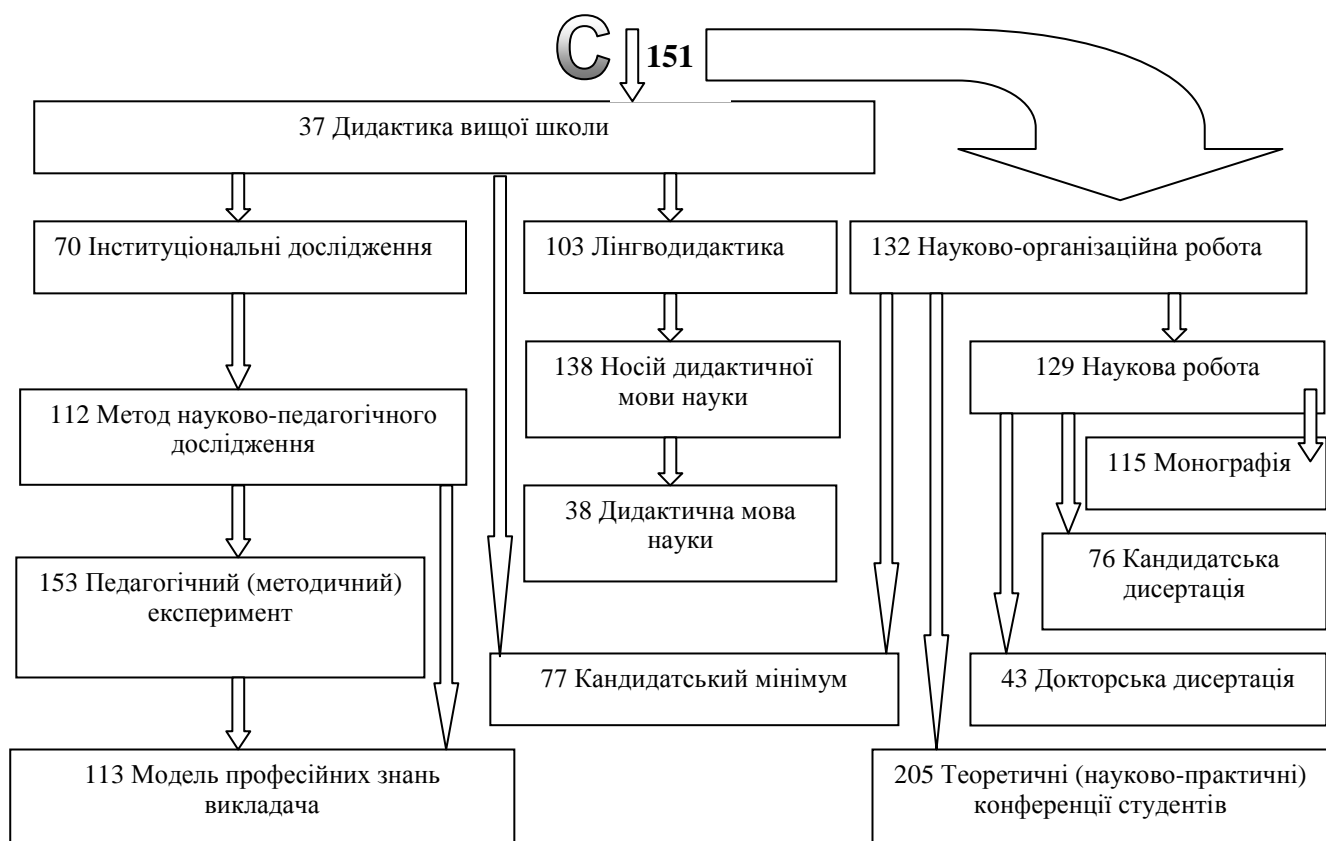 С 151
37 Дидактика вищої школи
70 Інституціональні дослідження
103 Лінгводидактика
132 Науково-організаційна робота
138 Носій дидактичної
мови науки
129 Наукова робота
112 Метод науково-педагогічного
дослідження
115 Монографія
38 Дидактична мова
науки
76 Кандидатська
дисертація
153 Педагогічний (методичний)
експеримент
77 Кандидатський мінімум
43 Докторська дисертація
113 Модель професійних знань
викладача
205 Теоретичні (науково-практичні)
конференції студентів